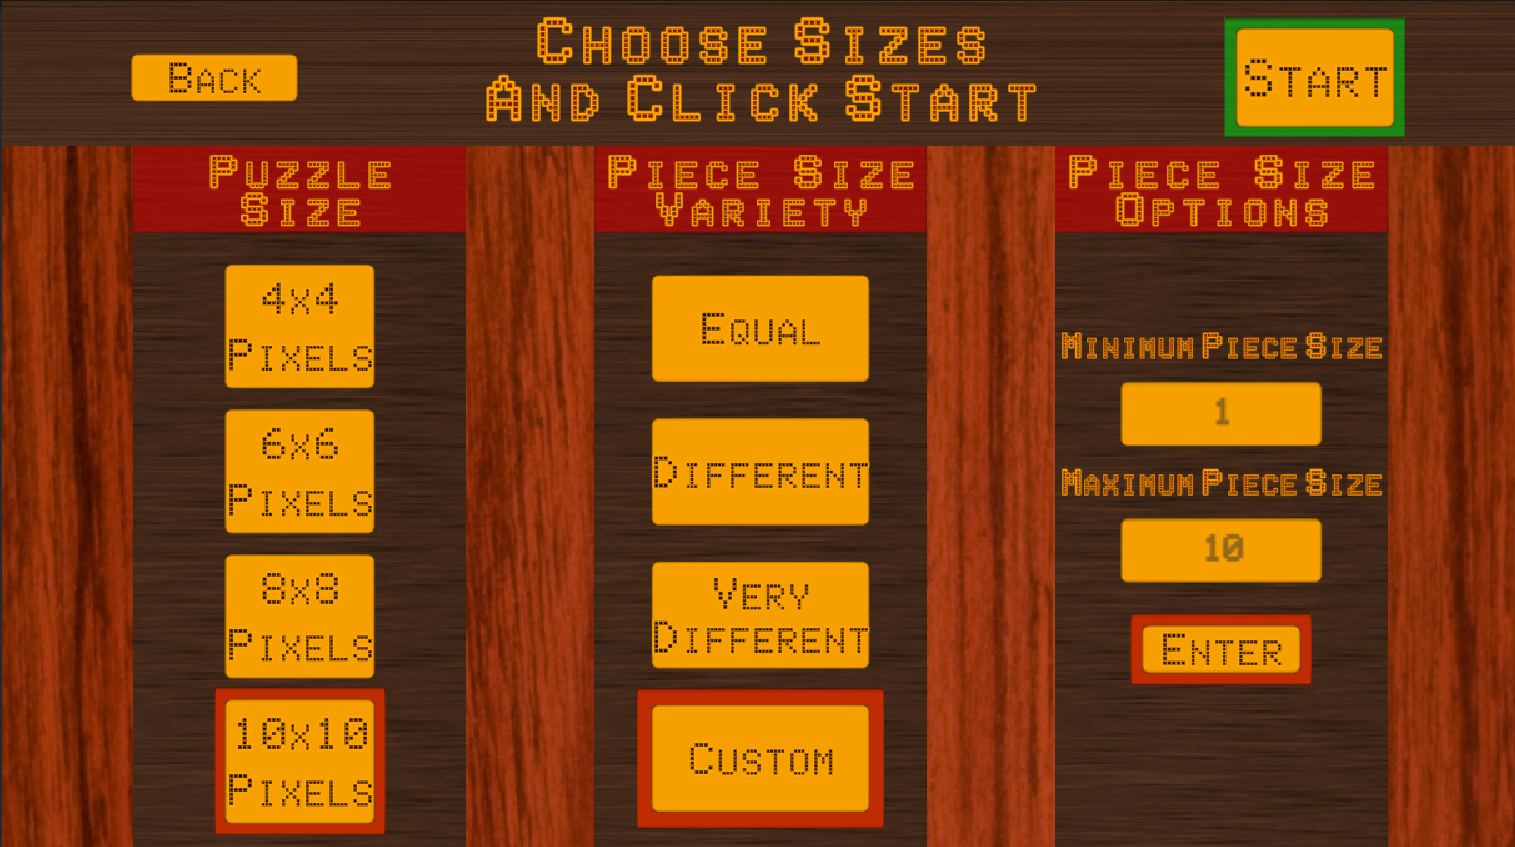 Choose Sizes
And Click Start
Back
Start
Puzzle
Size
4x4
Pixels
6x6
Pixels
8x8
Pixels
10x10
Pixels
Piece Size
Variety
Equal
Different
Very
Different
Custom
Piece Size
Options
Minimum Piece Size
1
Maximum Piece Size
10
Enter